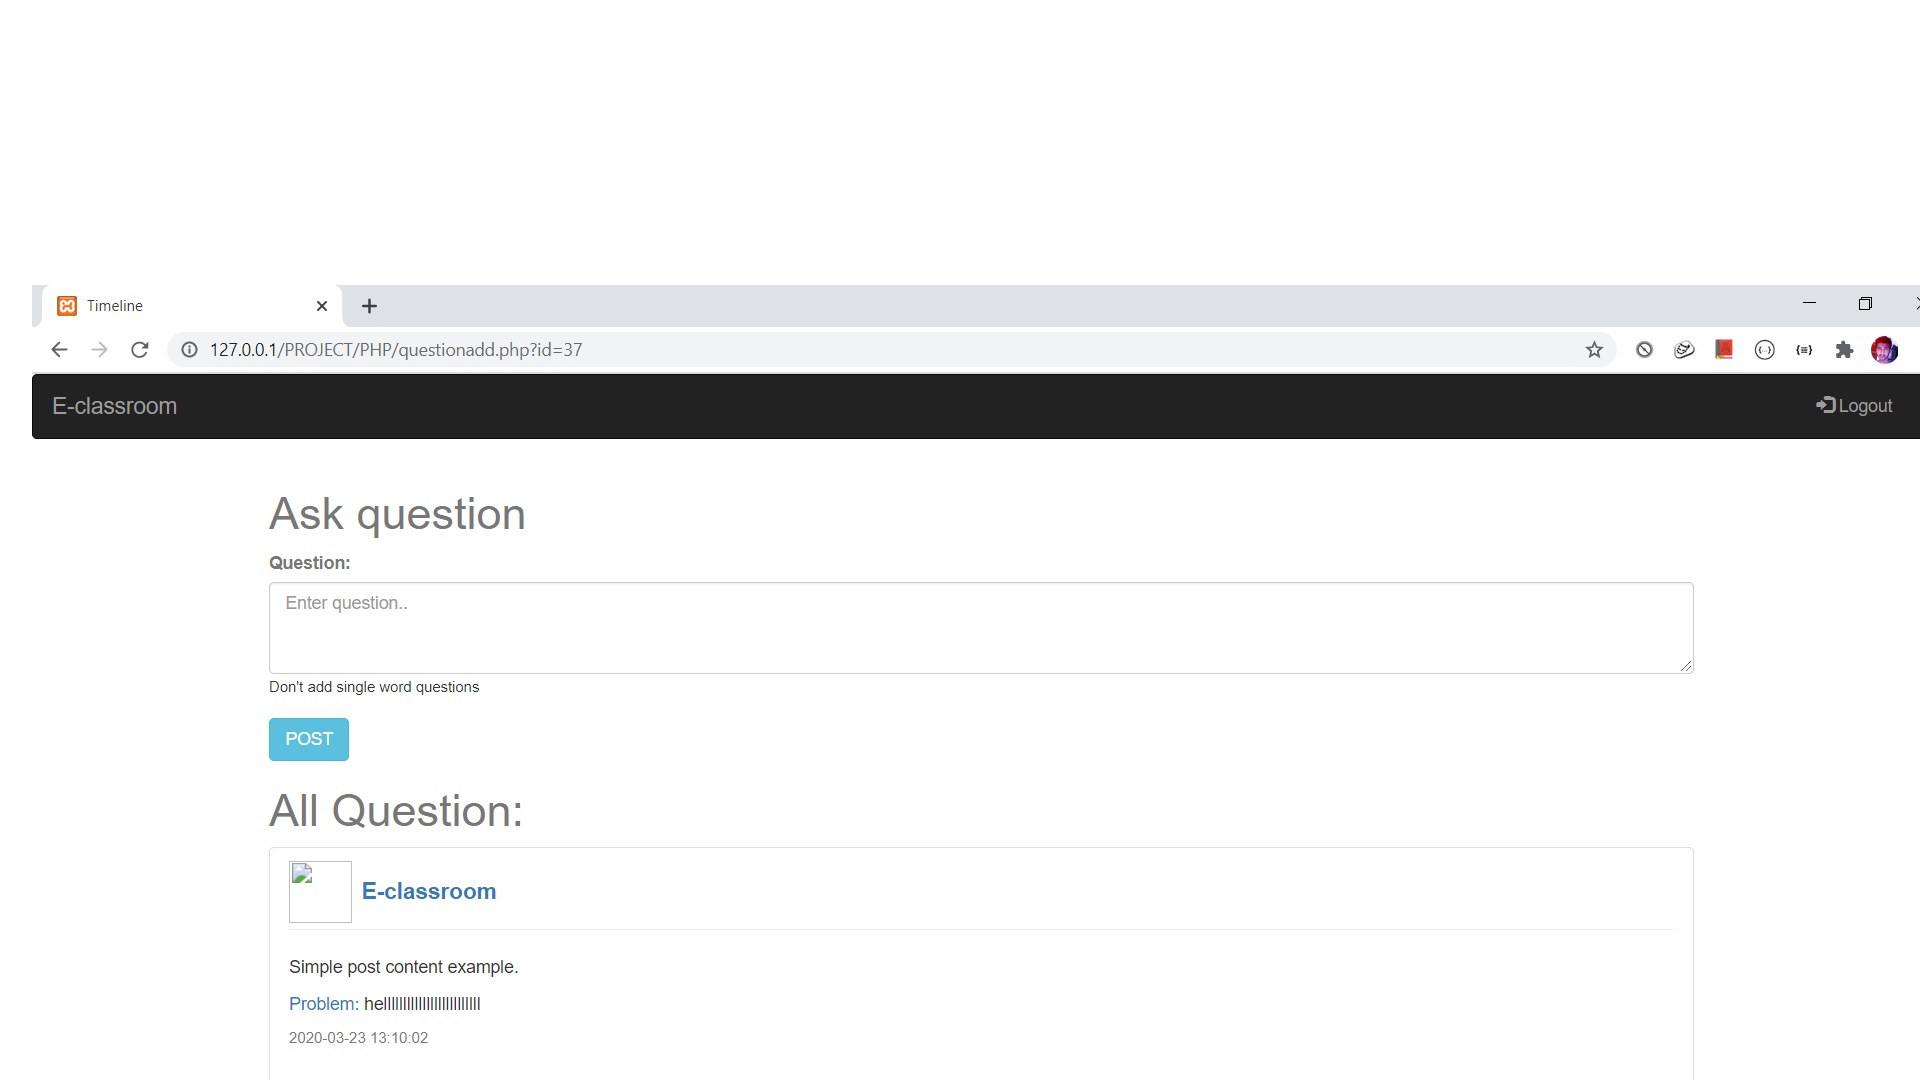 Timeline
127.0.0.1/PROJECT/PHP/questionadd.php?id=37
E-classroom
Logout
Ask question
Question:
Enter question..
Don't add single word questions
POST
All Question:
E-classroom
Simple post content example.
Problem:
2020-03-23 13:10:02